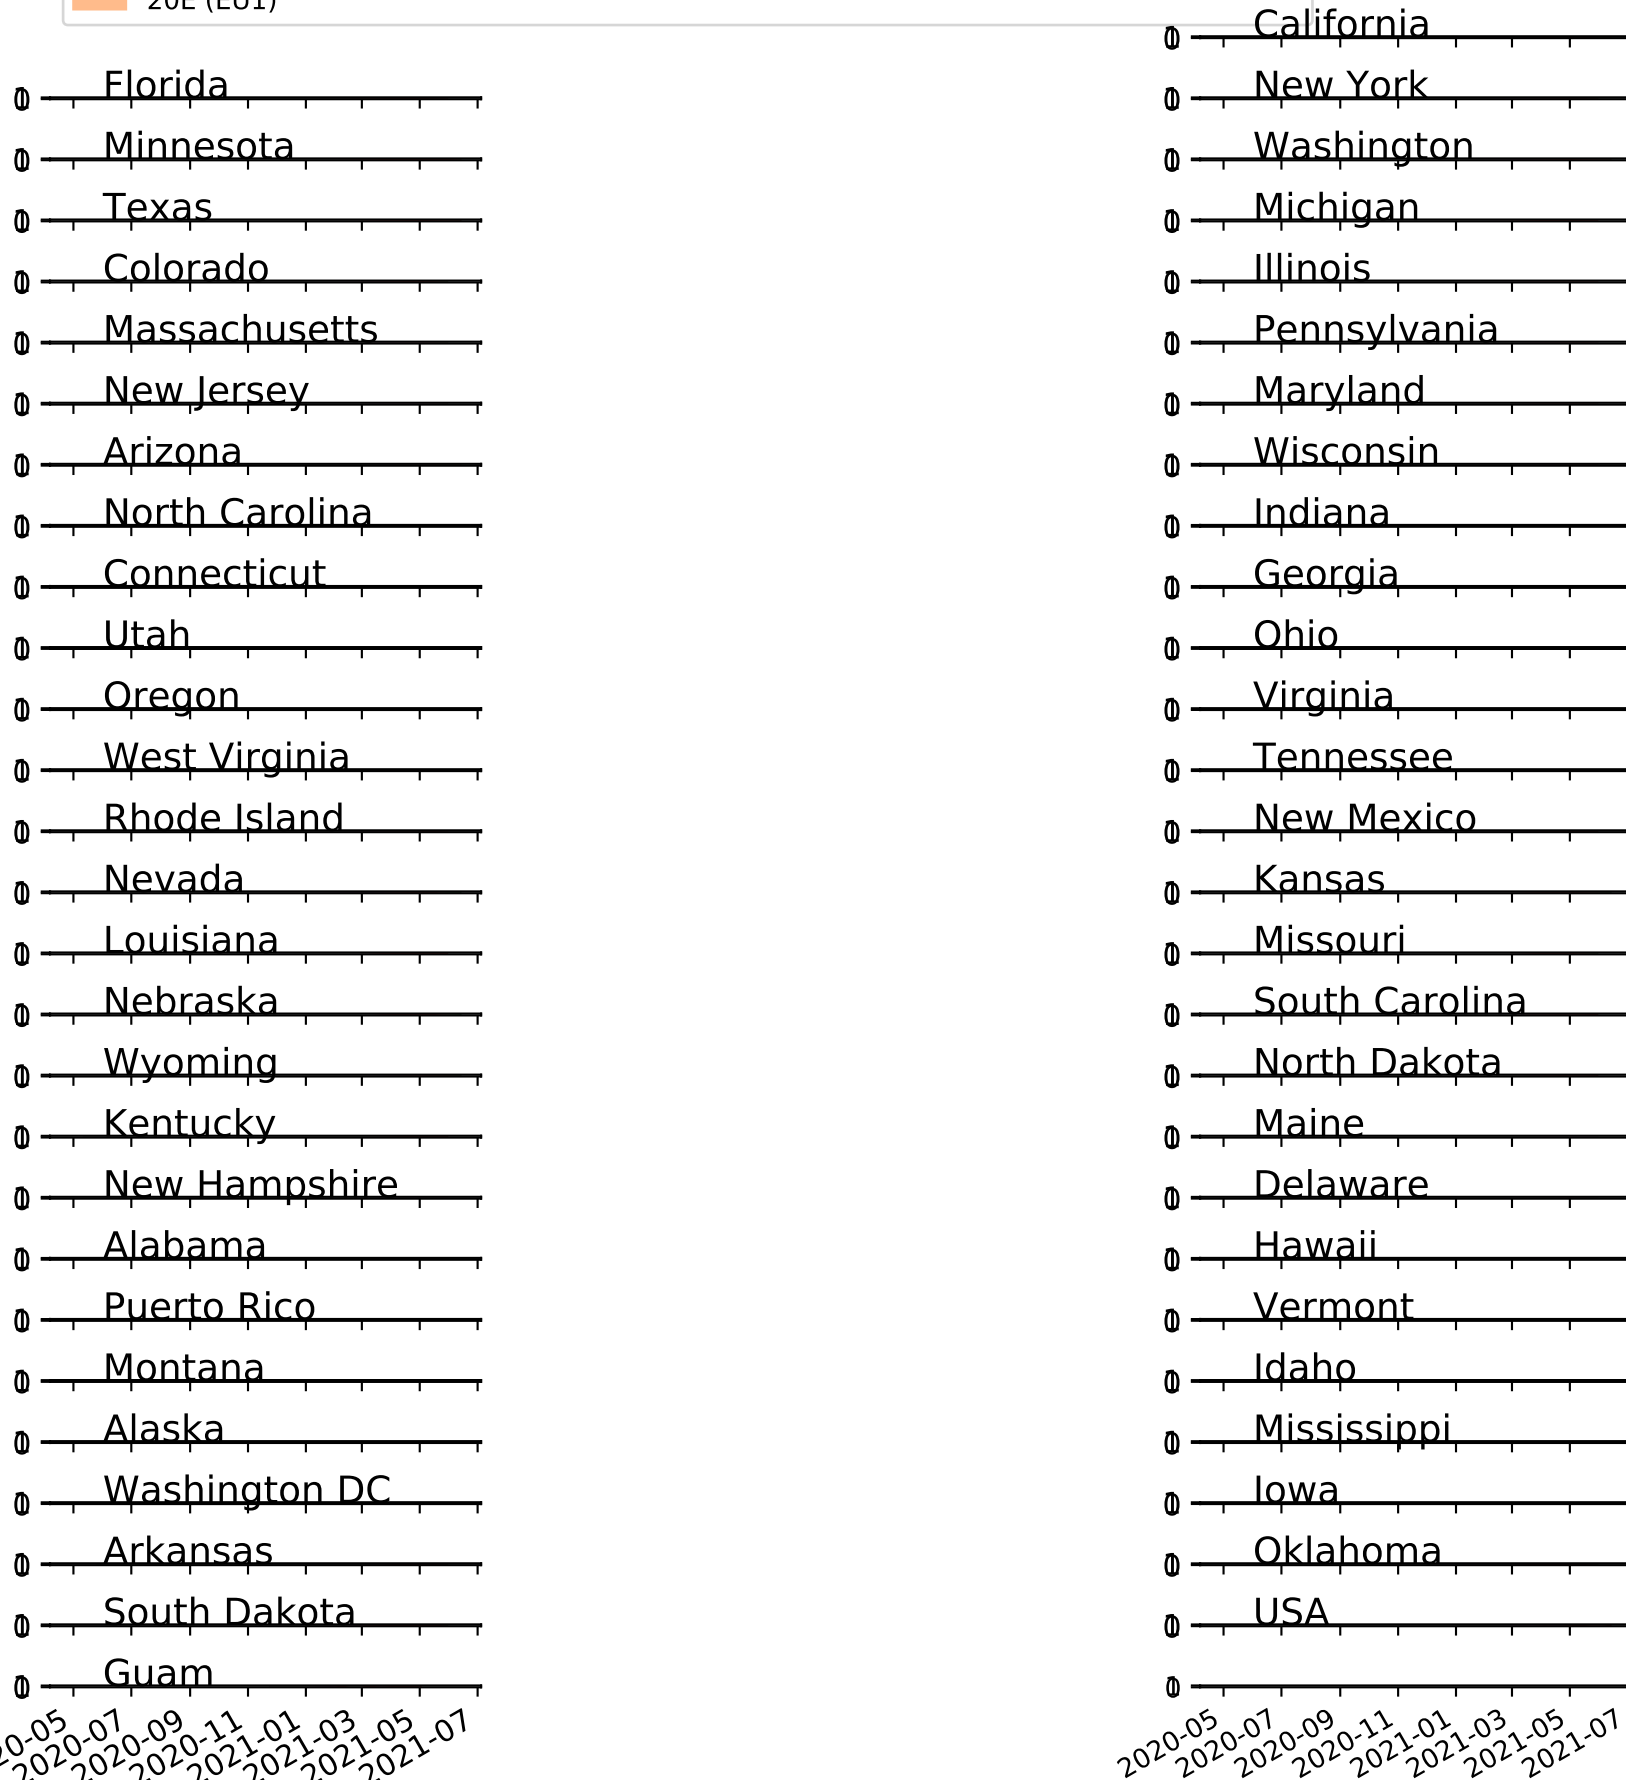 20E (EU1)
California
Florida
New York
Minnesota
Washington
Texas
Michigan
Colorado
Illinois
Massachusetts
Pennsylvania
New Jersey
Maryland
Arizona
Wisconsin
North Carolina
Indiana
Connecticut
Georgia
Utah
Ohio
Oregon
Virginia
West Virginia
Tennessee
Rhode Island
New Mexico
Nevada
Kansas
Louisiana
Missouri
Nebraska
South Carolina
Wyoming
North Dakota
Kentucky
Maine
New Hampshire
Delaware
Alabama
Hawaii
Puerto Rico
Vermont
Montana
Idaho
Alaska
Mississippi
Washington DC
Iowa
Arkansas
Oklahoma
South Dakota
USA
Guam
20-05 2020-07 2020-09 2020-11 2021-01 2021-03 2021-05 2021-07
2020-05 2020-07 2020-09 2020-11 2021-01 2021-03 2021-05 2021-07